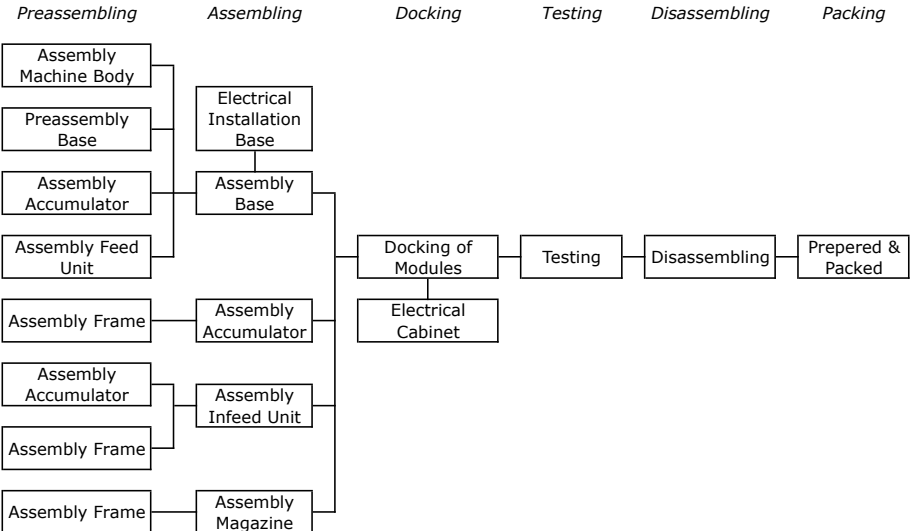 Preassembling Assembling Docking Testing Disassembling Packing
Assembly
Machine Body
Electrical
Installation
Base
Preassembly
Base
Assembly
Accumulator
Assembly
Base
Assembly Feed
Unit
Docking of
Modules
Testing
Disassembling
Prepered &
Packed
Assembly Frame
Assembly
Accumulator
Electrical
Cabinet
Assembly
Accumulator
Assembly
Infeed Unit
Assembly Frame
Assembly Frame
Assembly
Magazine